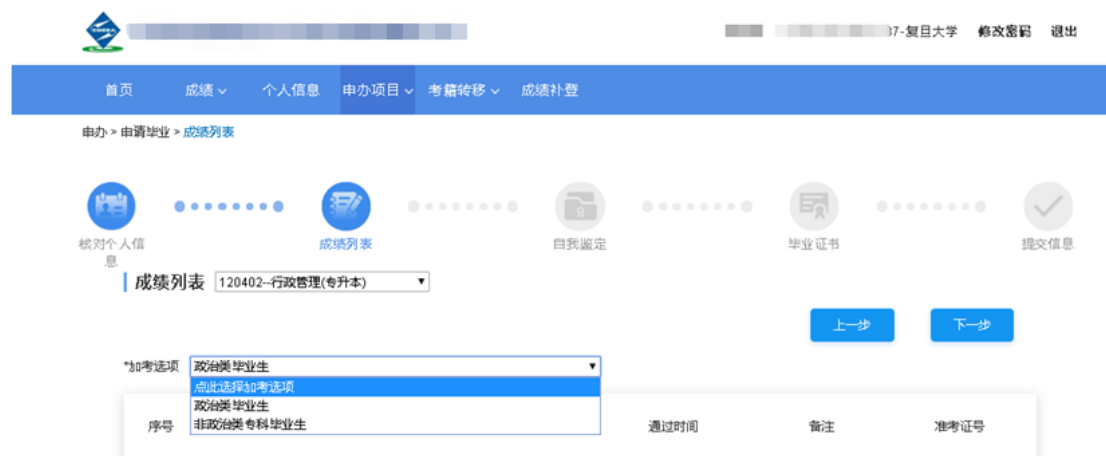 7-复旦大学 修改密码 退出
首页 成绩 个人信息 申办项目 考籍转移 成绩补登
申办 > 申请毕业 > 成绩列表
核对个人信
息
成绩列表
自我鉴定
毕业证书
提交信息
成绩列表 120402--行政管理(专升本)
上一步 下一步
*加考选项 政治类毕业生
点此选择加考选项
政治类毕业生
非政治类专科毕业生
序号 通过时间 备注 准考证号